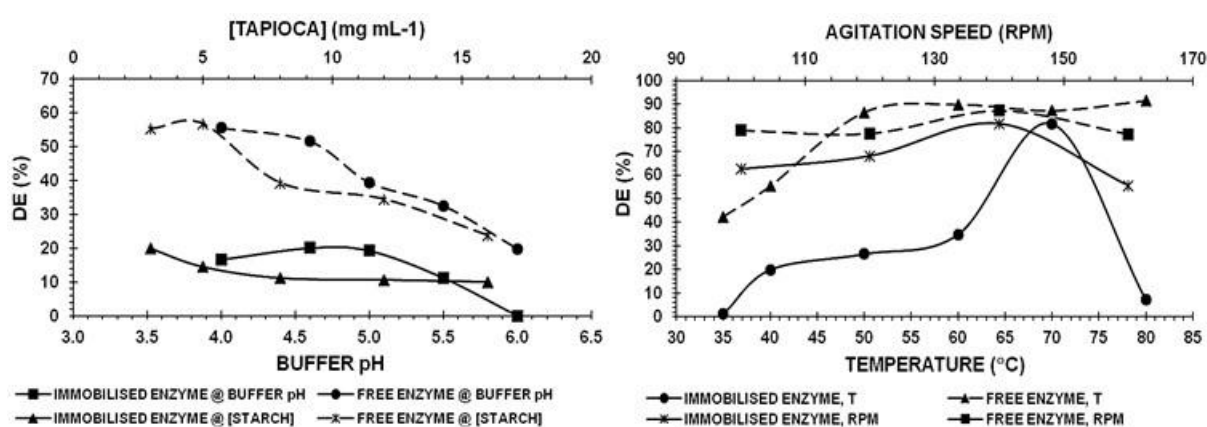 [TAPIOCA] (mg mL-1)
0 5 10 15 20
70
60
50
40
30
20
10
0
DE (%)
3.0 3.5 4.0 4.5 5.0 5.5 6.0 6.5
BUFFER pH
IMMOBILISED ENZYME @ BUFFER pH FREE ENZYME @ BUFFER pH
IMMOBILISED ENZYME @ [STARCH] FREE ENZYME @ [STARCH]
AGITATION SPEED (RPM)
90 110 130 150 170
100
90
80
70
60
50
40
30
20
10
0
DE (%)
30 35 40 45 50 55 60 65 70 75 80 85
TEMPERATURE (°C)
IMMOBILISED ENZYME, T FREE ENZYME, T
IMMOBILISED ENZYME, RPM FREE ENZYME, RPM